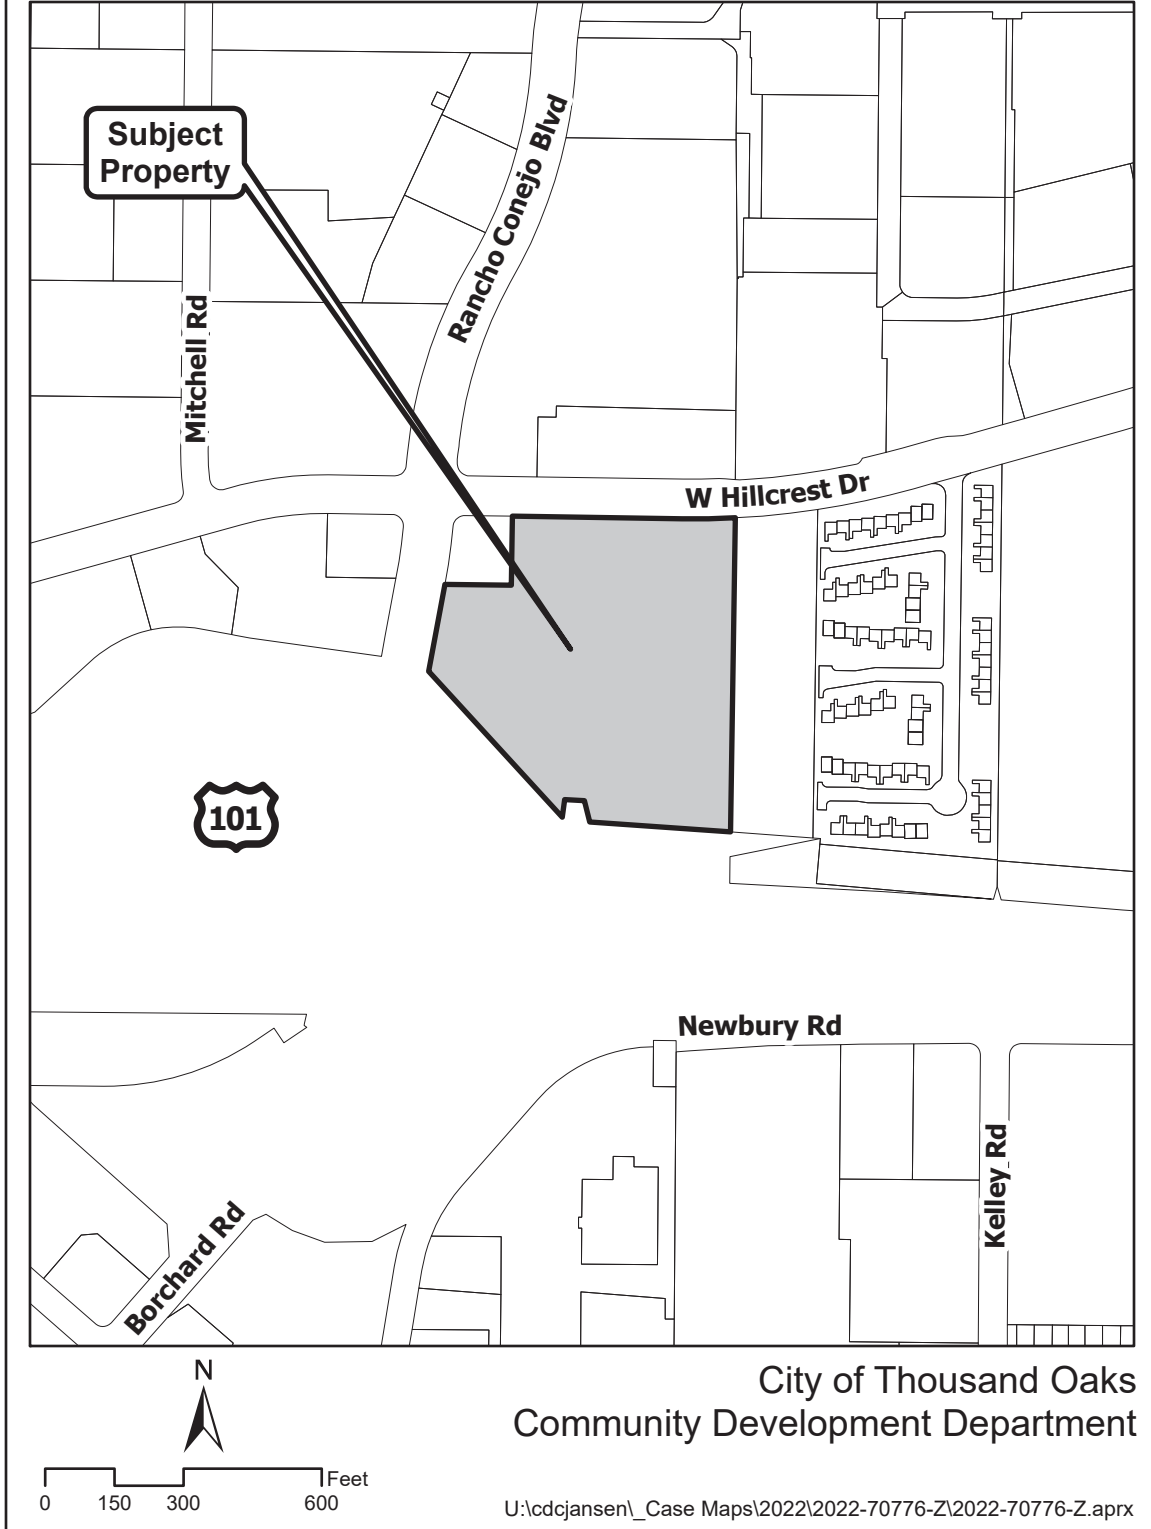 Subject
Property
Rancho Conejo Blvd
Mitchell Rd
W Hillcrest Dr
101
Newbury Rd
Kelley Rd
Borchard Rd
N
City of Thousand Oaks
Community Development Department
Feet
0 150 300 600
U:\cdcjansen\_Case Maps\2022\2022-70776-Z\2022-70776-Z.aprx